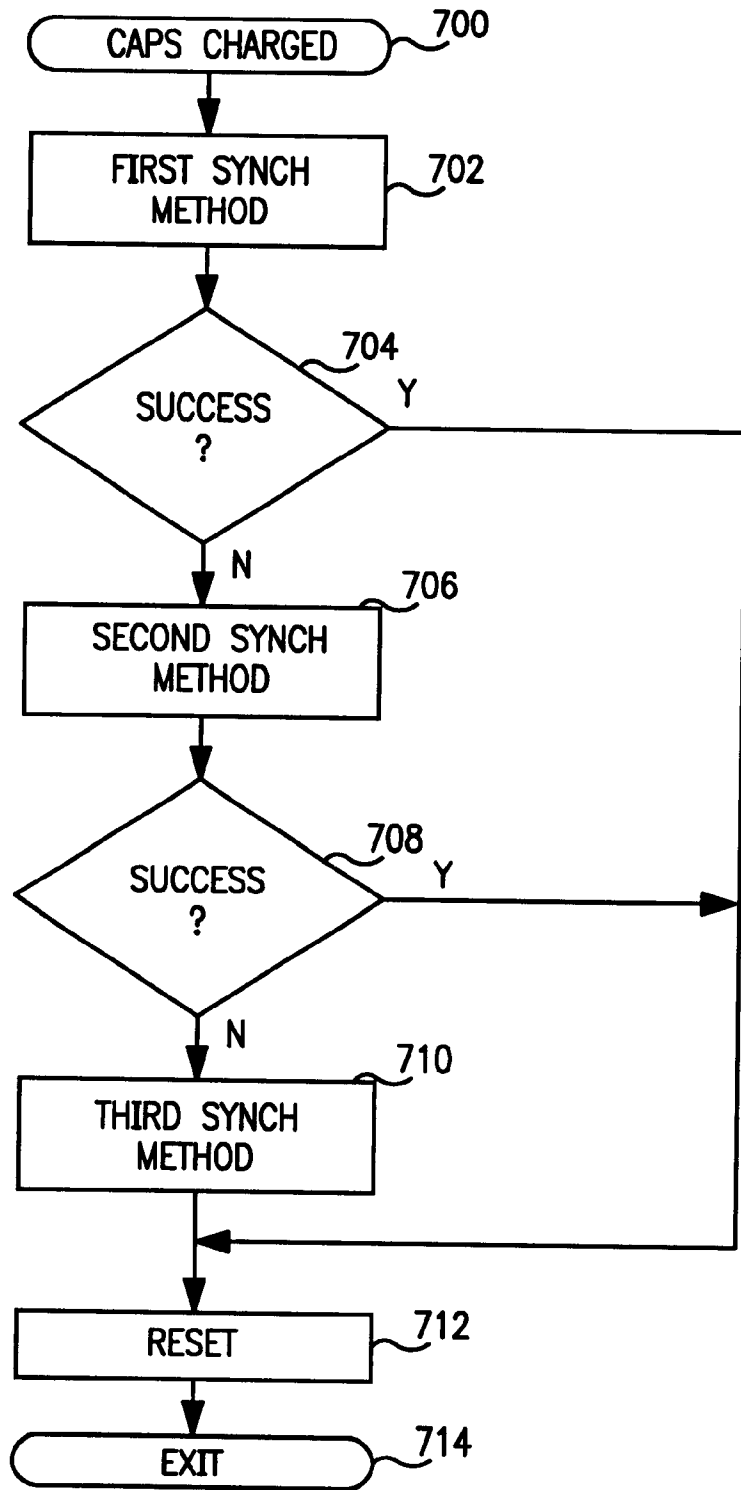 CAPS CHARGED
700
FIRST SYNCH
METHOD
702
704
SUCCESS
?
Y
N
706
SECOND SYNCH
METHOD
708
SUCCESS
?
Y
N
710
THIRD SYNCH
METHOD
RESET
712
EXIT
714